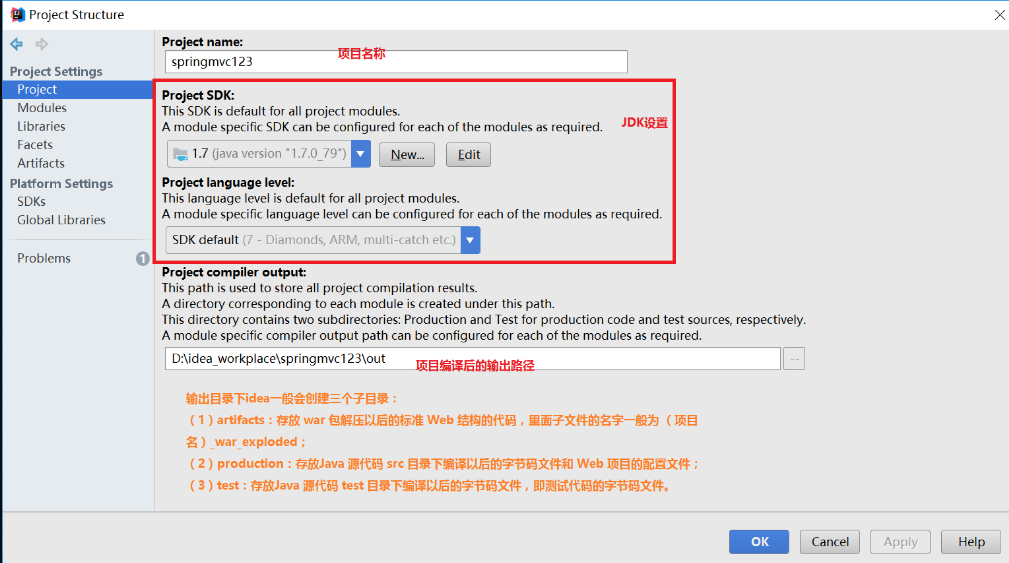 Project Structure
Project Settings
Project
Modules
Libraries
Facets
Artifacts
Platform Settings
SDKs
Global Libraries
Problems
1
Project name:
springmvc123
项目名称
Project SDK:
This SDK is default for all project modules.
A module specific SDK can be configured for each of the modules as required.
JDK设置
1.7 (java version "1.7.0_79")
New...
Edit
Project language level:
This language level is default for all project modules.
A module specific language level can be configured for each of the modules as required.
SDK default (7 - Diamonds, ARM, multi-catch etc.)
Project compiler output:
This path is used to store all project compilation results.
A directory corresponding to each module is created under this path.
This directory contains two subdirectories: Production and Test for production code and test sources, respectively.
A module specific compiler output path can be configured for each of the modules as required.
D:\idea_workplace\springmvc123\out
...
项目编译后的输出路径
输出目录下idea一般会创建三个子目录：
（1）artifacts：存放 war 包解压以后的标准 Web 结构的代码，里面子文件的名字一般为（项目
名）_war_exploded；
（2）production：存放Java 源代码 src 目录下编译以后的字节码文件和 Web 项目的配置文件；
（3）test：存放Java 源代码 test 目录下编译以后的字节码文件，即测试代码的字节码文件。
OK
Cancel
Apply
Help